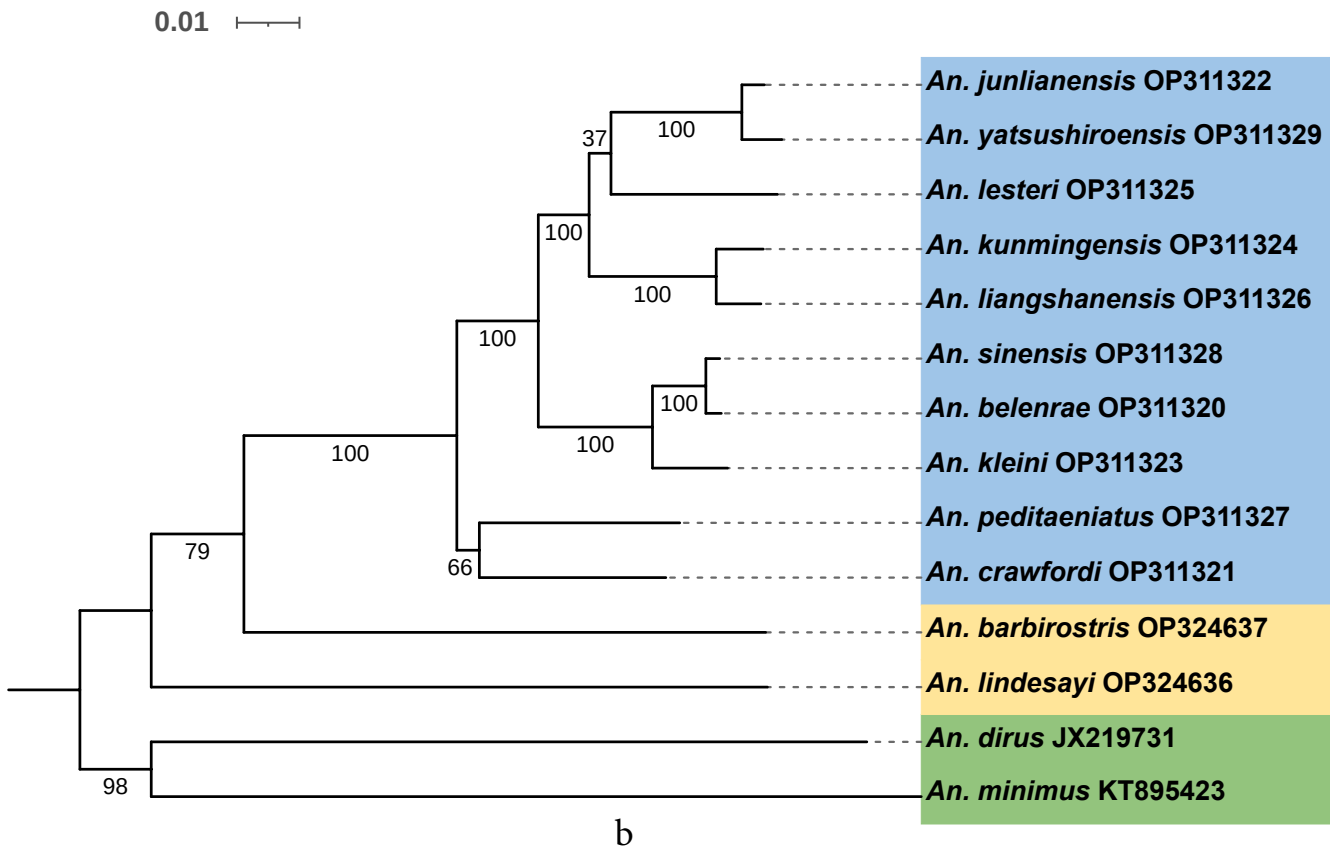 0.01
An. junlianensis OP311322
100
An. yatsushiroensis OP311329
37
An. lesteri OP311325
100
An. kunmingensis OP311324
100
An. liangshanensis OP311326
100
An. sinensis OP311328
100
An. belenrae OP311320
100
An. kleini OP311323
100
An. peditaeniatus OP311327
79
66
An. crawfordi OP311321
An. barbirostris OP324637
An. lindesayi OP324636
An. dirus JX219731
98
An. minimus KT895423
b